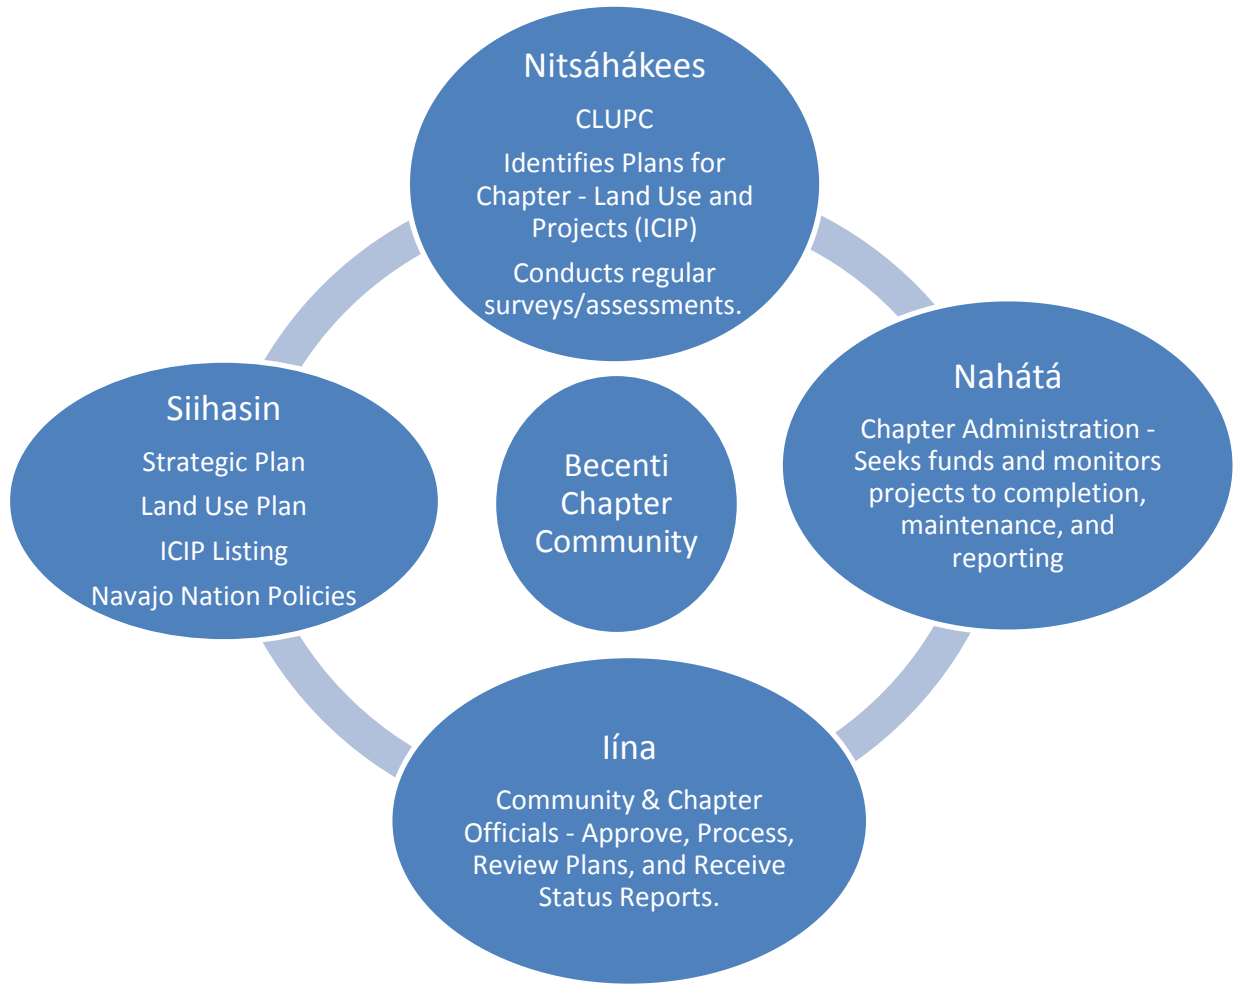 Nitsáhákees
CLUPC
Identifies Plans for
Chapter - Land Use and
Projects (ICIP)
Conducts regular
surveys/assessments.
Nahátá
Chapter Administration -
Seeks funds and monitors
projects to completion,
maintenance, and
reporting
Iína
Community & Chapter
Officials - Approve, Process,
Review Plans, and Receive
Status Reports.
Siihasin
Strategic Plan
Land Use Plan
ICIP Listing
Navajo Nation Policies
Becenti
Chapter
Community